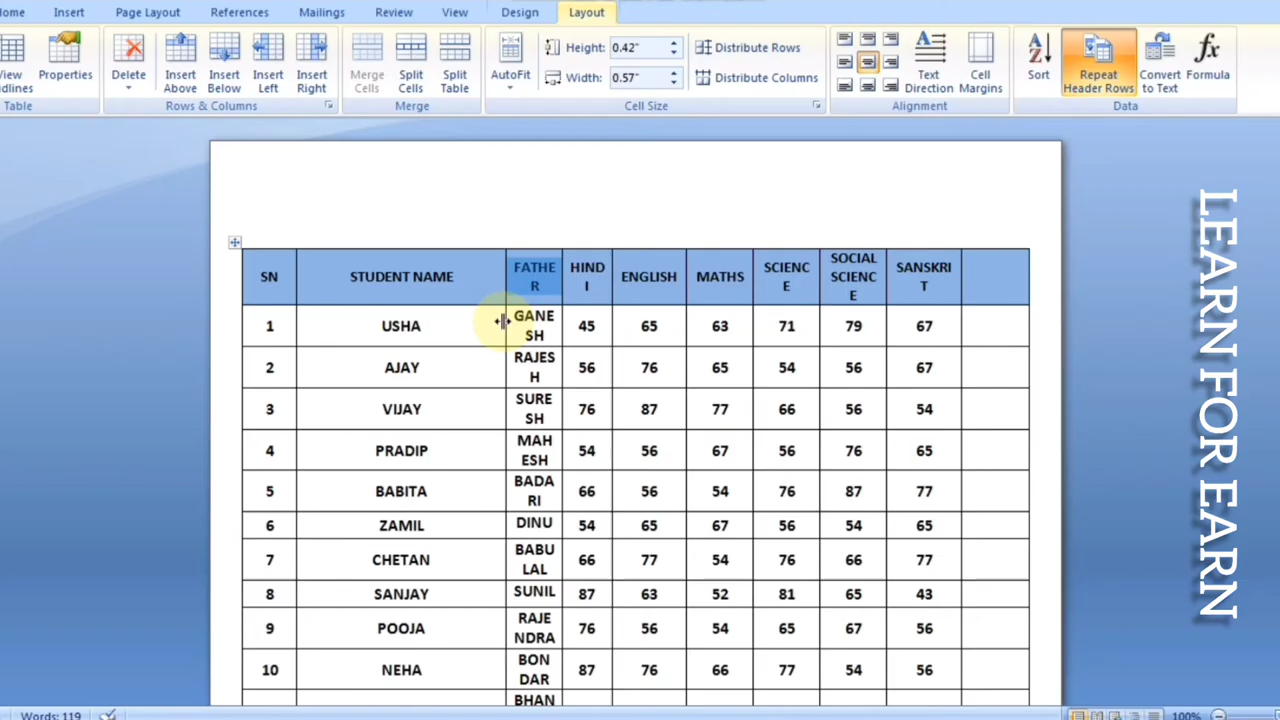 ome Insert Page Layout References Mailings Review View Design Layout
View
dlines
Properties
Delete
Insert
Above
Insert
Below
Insert
Left
Insert
Right
Merge
Cells
Split
Cells
Split
Table
AutoFit
Height: 0.42"
Width: 0.57"
Distribute Rows
Distribute Columns
Text
Direction
Cell
Margins
Sort
Repeat
Header Rows
Convert
to Text
Formula
Table Rows & Columns Merge Cell Size Alignment Data
SN STUDENT NAME FATHE
R HIND
I ENGLISH MATHS SCIENC
E SOCIAL
SCIENC
E SANSKRI
T
1 USHA GANE
SH 45 65 63 71 79 67
2 AJAY RAJES
H 56 76 65 54 56 67
3 VIJAY SURE
SH 76 87 77 66 56 54
4 PRADIP MAH
ESH 54 56 67 56 76 65
5 BABITA BADA
RI 66 56 54 76 87 77
6 ZAMIL DINU 54 65 67 56 54 65
7 CHETAN BABU
LAL 66 77 54 76 66 77
8 SANJAY SUNIL 87 63 52 81 65 43
9 POOJA RAJE
NDRA 76 56 54 65 67 56
10 NEHA BON
DAR 87 76 66 77 54 56
BHAN
LEARN FOR EARN
Words: 119 100%